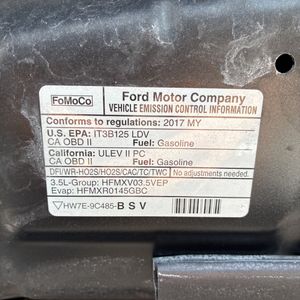 FoMoCo
Ford Motor Company
VEHICLE EMISSION CONTROL INFORMATION
Conforms to regulations: 2017 MY
U.S. EPA: IT3B125 LDV
CA OBD II Fuel: Gasoline
California: ULEV II PC
CA OBD II Fuel: Gasoline
DFI/WR-HO2S/HO2S/CAC/TC/TWC No adjustments needed.
3.5L-Group: HFMXV03.5VEP
Evap: HFMXR0145GBC
HW7E-9C485-BSV